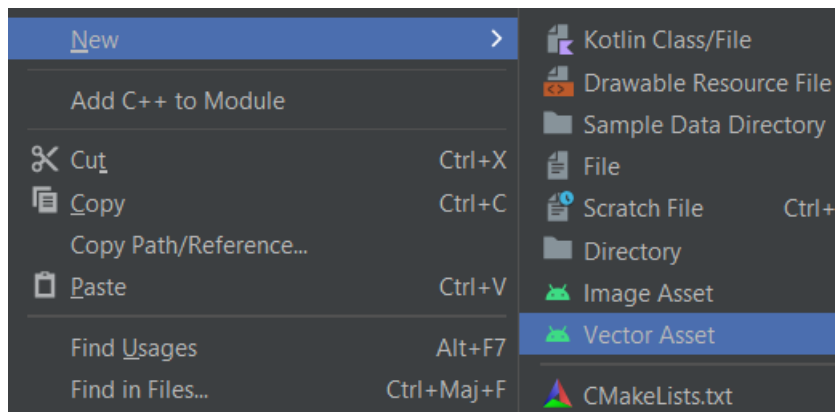 New
Add C++ to Module
Cut Ctrl+X
Copy Ctrl+C
Copy Path/Reference...
Paste Ctrl+V
Find Usages Alt+F7
Find in Files... Ctrl+Maj+F
Kotlin Class/File
Drawable Resource File
Sample Data Directory
File
Scratch File Ctrl+
Directory
Image Asset
Vector Asset
CMakeLists.txt